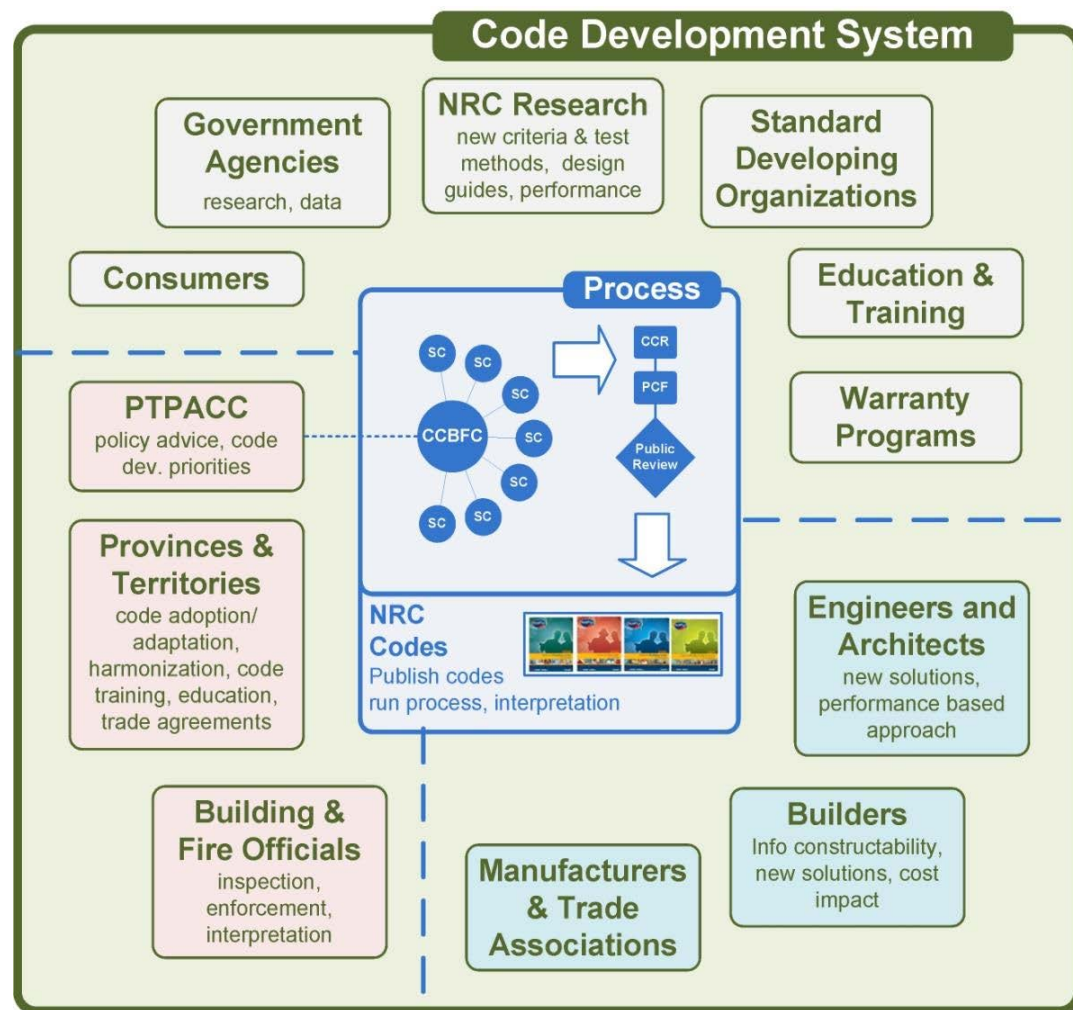 Code Development System
Government
Agencies
research, data
NRC Research
new criteria & test
methods, design
guides, performance
Standard
Developing
Organizations
Consumers
Education &
Training
Process
SC
SC
SC
SC
SC
SC
SC
SC
CCBFC
CCR
PCF
Public
Review
PTPACC
policy advice, code
dev. priorities
Warranty
Programs
Provinces &
Territories
code adoption/
adaptation,
harmonization, code
training, education,
trade agreements
NRC
Codes
Publish codes
run process, interpretation
Engineers and
Architects
new solutions,
performance based
approach
Building &
Fire Officials
inspection,
enforcement,
interpretation
Manufacturers
& Trade
Associations
Builders
Info constructability,
new solutions, cost
impact